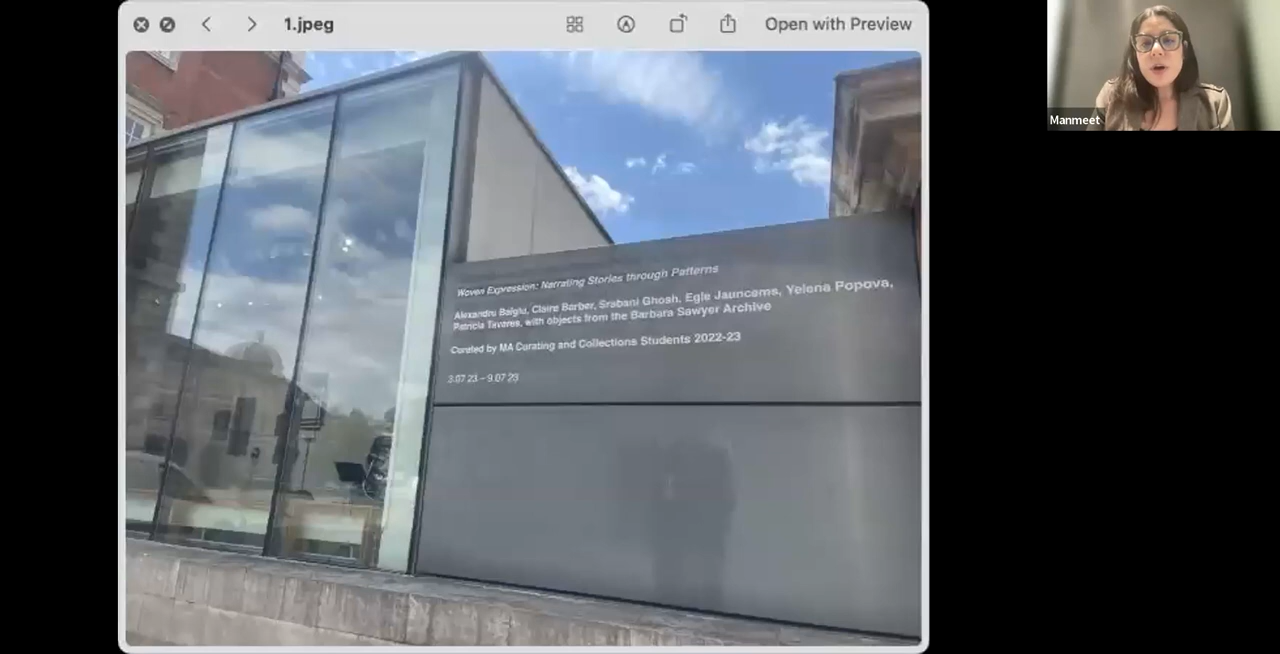 1.jpeg
Open with Preview
Manmeet
Woven Expression: Narrating Stories through Patterns
Alexandru Balgiu, Claire Barber, Srabani Ghosh, Egle Jauncems, Yelena Popova,
Patricia Tavares, with objects from the Barbara Sawyer Archive
Curated by MA Curating and Collections Students 2022-23
3.07 23 – 9.07 23